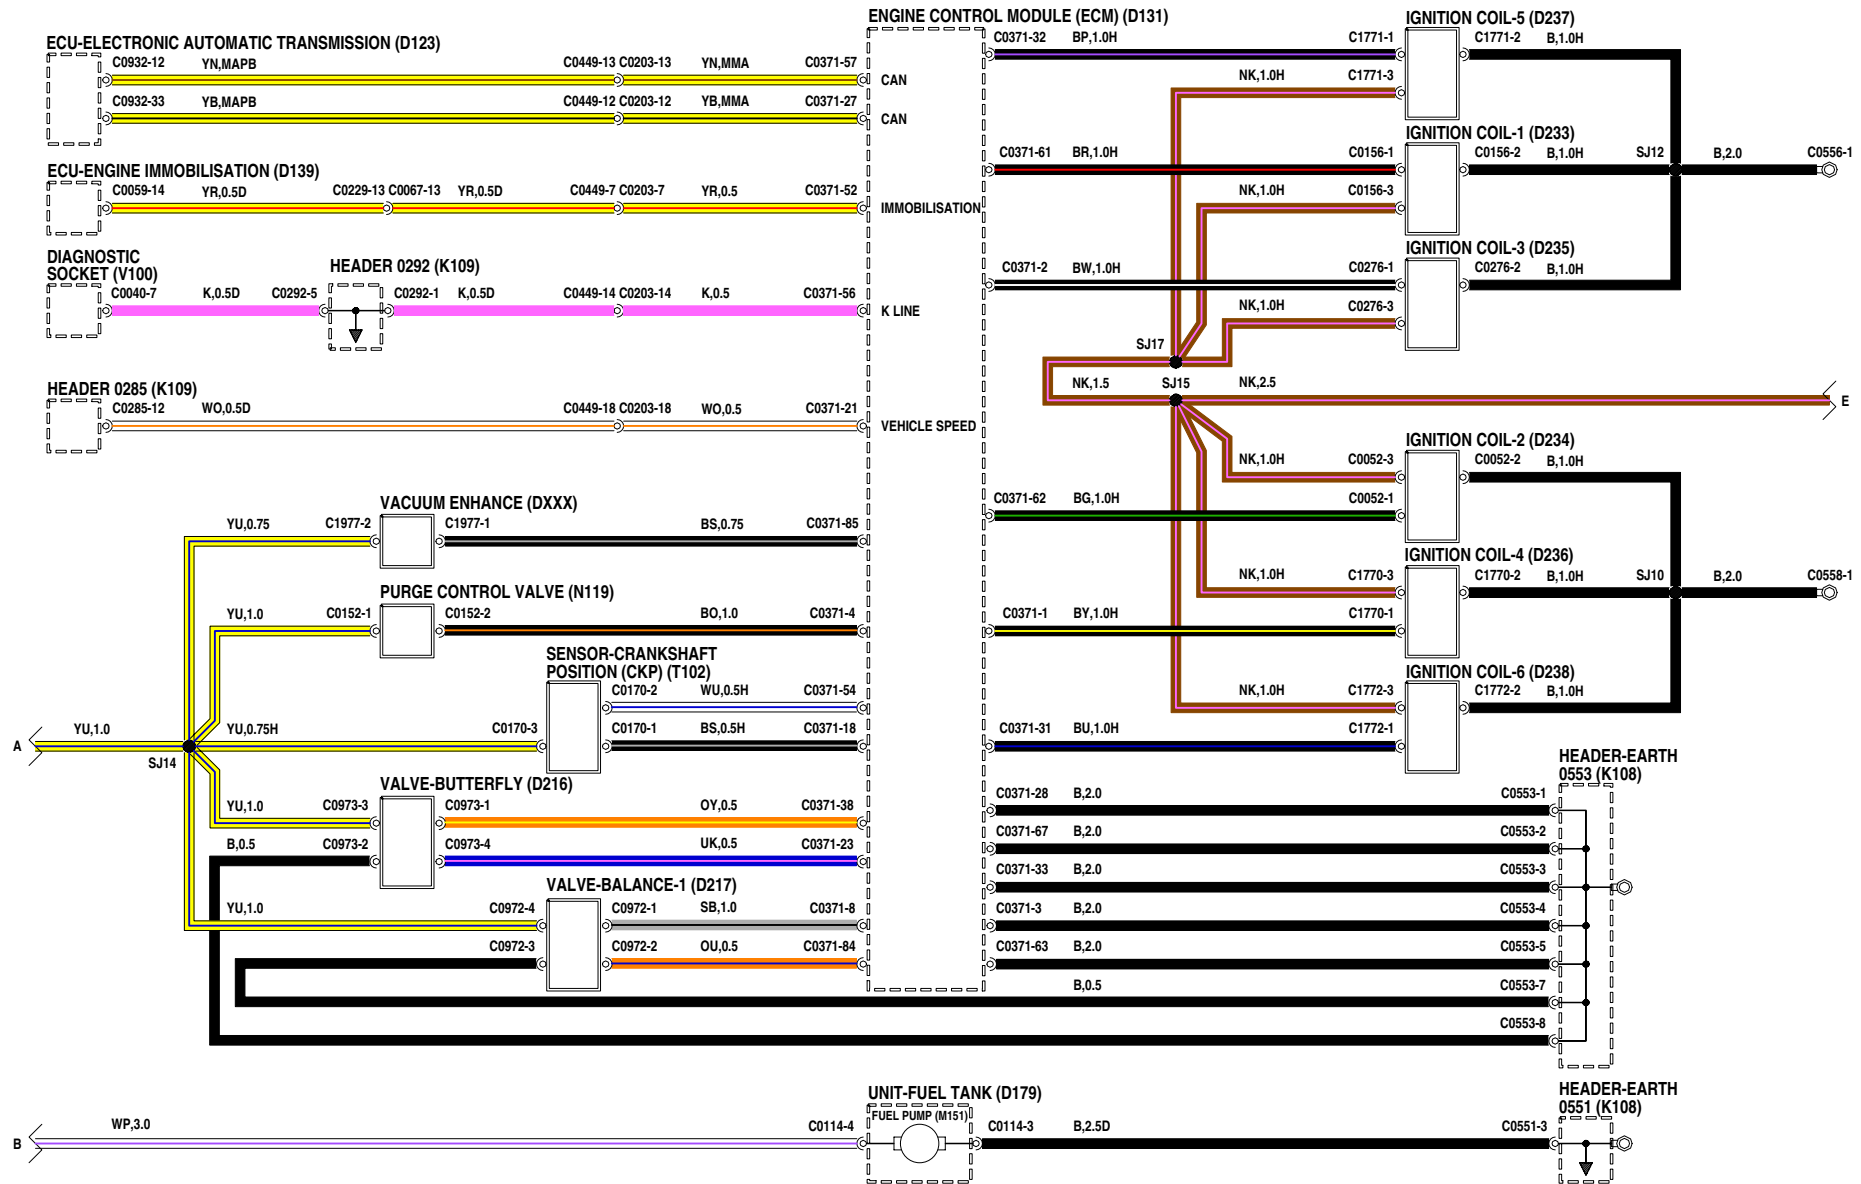 ENGINE CONTROL MODULE (ECM) (D131)
ECU-ELECTRONIC AUTOMATIC TRANSMISSION (D123)
C0932-12 YN,MAPB C0449-13 C0203-13 YN,MMA C0371-57
CAN
C0932-33 YB,MAPB C0449-12 C0203-12 YB,MMA C0371-27
CAN
ECU-ENGINE IMMOBILISATION (D139)
C0059-14 YR,0.5D C0229-13 C0067-13 YR,0.5D C0449-7 C0203-7 YR,0.5 C0371-52
IMMOBILISATION
DIAGNOSTIC
SOCKET (V100)
HEADER 0292 (K109)
C0040-7 K,0.5D C0292-5 C0292-1 K,0.5D C0449-14 C0203-14 K,0.5 C0371-56
K LINE
HEADER 0285 (K109)
C0285-12 WO,0.5D C0449-18 C0203-18 WO,0.5 C0371-21
VEHICLE SPEED
VACUUM ENHANCE (DXXX)
YU,0.75 C1977-2 C1977-1 BS,0.75 C0371-85
PURGE CONTROL VALVE (N119)
YU,1.0 C0152-1 C0152-2 BO,1.0 C0371-4
SENSOR-CRANKSHAFT
POSITION (CKP) (T102)
C0170-2 WU,0.5H C0371-54
A YU,1.0 YU,0.75H C0170-3 C0170-1 BS,0.5H C0371-18
SJ14
VALVE-BUTTERFLY (D216)
YU,1.0 C0973-3 C0973-1 OY,0.5 C0371-38
B,0.5 C0973-2 C0973-4 UK,0.5 C0371-23
VALVE-BALANCE-1 (D217)
YU,1.0 C0972-4 C0972-1 SB,1.0 C0371-8
C0972-3 C0972-2 OU,0.5 C0371-84
IGNITION COIL-5 (D237)
C0371-32 BP,1.0H C1771-1 C1771-2 B,1.0H
NK,1.0H C1771-3
IGNITION COIL-1 (D233)
C0371-61 BR,1.0H C0156-1 C0156-2 B,1.0H SJ12 B,2.0 C0556-1
NK,1.0H C0156-3
IGNITION COIL-3 (D235)
C0371-2 BW,1.0H C0276-1 C0276-2 B,1.0H
NK,1.0H C0276-3
SJ17
NK,1.5 SJ15 NK,2.5
E
IGNITION COIL-2 (D234)
NK,1.0H C0052-3 C0052-2 B,1.0H
C0371-62 BG,1.0H C0052-1
IGNITION COIL-4 (D236)
NK,1.0H C1770-3 C1770-2 B,1.0H SJ10 B,2.0 C0558-1
C0371-1 BY,1.0H C1770-1
IGNITION COIL-6 (D238)
NK,1.0H C1772-3 C1772-2 B,1.0H
C0371-31 BU,1.0H C1772-1
HEADER-EARTH
0553 (K108)
C0371-28 B,2.0 C0553-1
C0371-67 B,2.0 C0553-2
C0371-33 B,2.0 C0553-3
C0371-3 B,2.0 C0553-4
C0371-63 B,2.0 C0553-5
B,0.5 C0553-7
C0553-8
UNIT-FUEL TANK (D179)
HEADER-EARTH
0551 (K108)
FUEL PUMP (M151)
B WP,3.0 C0114-4 C0114-3 B,2.5D C0551-3